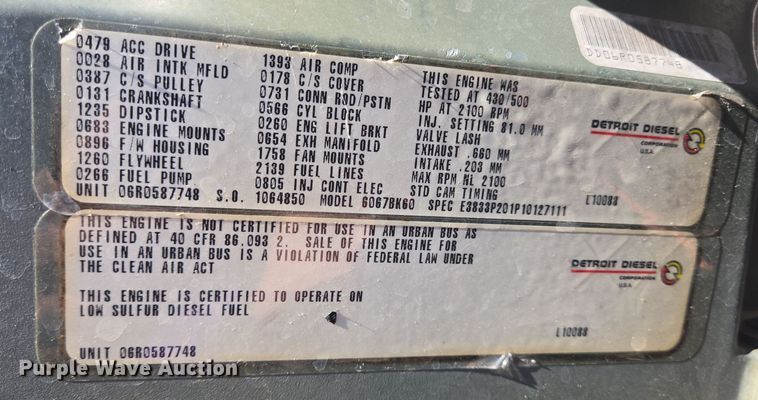 DD06R0587748
0479 ACC DRIVE
0028 AIR INTK MFLD
0387 C/S PULLEY
0131 CRANKSHAFT
1235 DIPSTICK
0683 ENGINE MOUNTS
0896 F/W HOUSING
1260 FLYWHEEL
0266 FUEL PUMP
1393 AIR COMP
0178 C/S COVER
0731 CONN ROD/PSTN
0566 CYL BLOCK
0260 ENG LIFT BRKT
0654 EXH MANIFOLD
1758 FAN MOUNTS
2139 FUEL LINES
0805 INJ CONT ELEC
THIS ENGINE WAS
TESTED AT 430/500
HP AT 2100 RPM
INJ. SETTING 81.0 MM
VALVE LASH
EXHAUST .660 MM
INTAKE .203 MM
MAX RPM NL 2100
STD CAM TIMING
UNIT 06R0587748 S.O. 1064850 MODEL 6067BK60 SPEC E3833P201P10127111
DETROIT DIESEL
CORPORATION
U.S.A.
L10088
THIS ENGINE IS NOT CERTIFIED FOR USE IN AN URBAN BUS AS
DEFINED AT 40 CFR 86.093 2. SALE OF THIS ENGINE FOR
USE IN AN URBAN BUS IS A VIOLATION OF FEDERAL LAW UNDER
THE CLEAN AIR ACT
THIS ENGINE IS CERTIFIED TO OPERATE ON
LOW SULFUR DIESEL FUEL
DETROIT DIESEL
CORPORATION
U.S.A.
L10088
UNIT 06R0587748
Purple Wave Auction